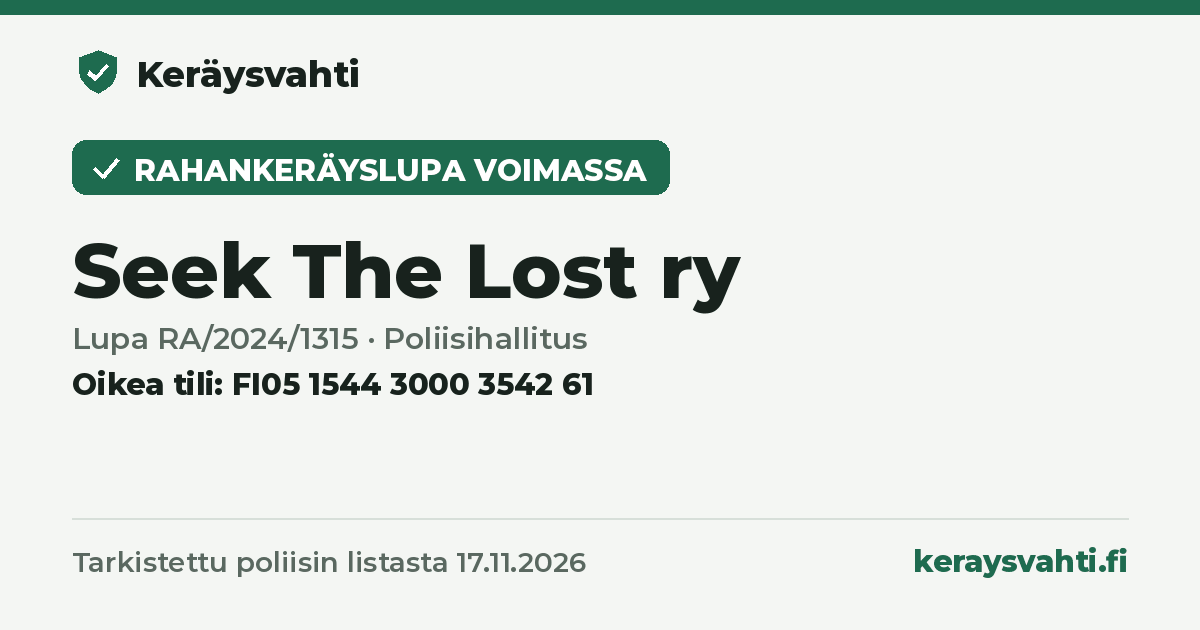 Keräysvahti
RAHANKERÄYSLUPA VOIMASSA
Seek The Lost ry
Lupa RA/2024/1315 · Poliisihallitus
Oikea tili: FI05 1544 3000 3542 61
Tarkistettu poliisin listasta 17.11.2026
keraysvahti.fi